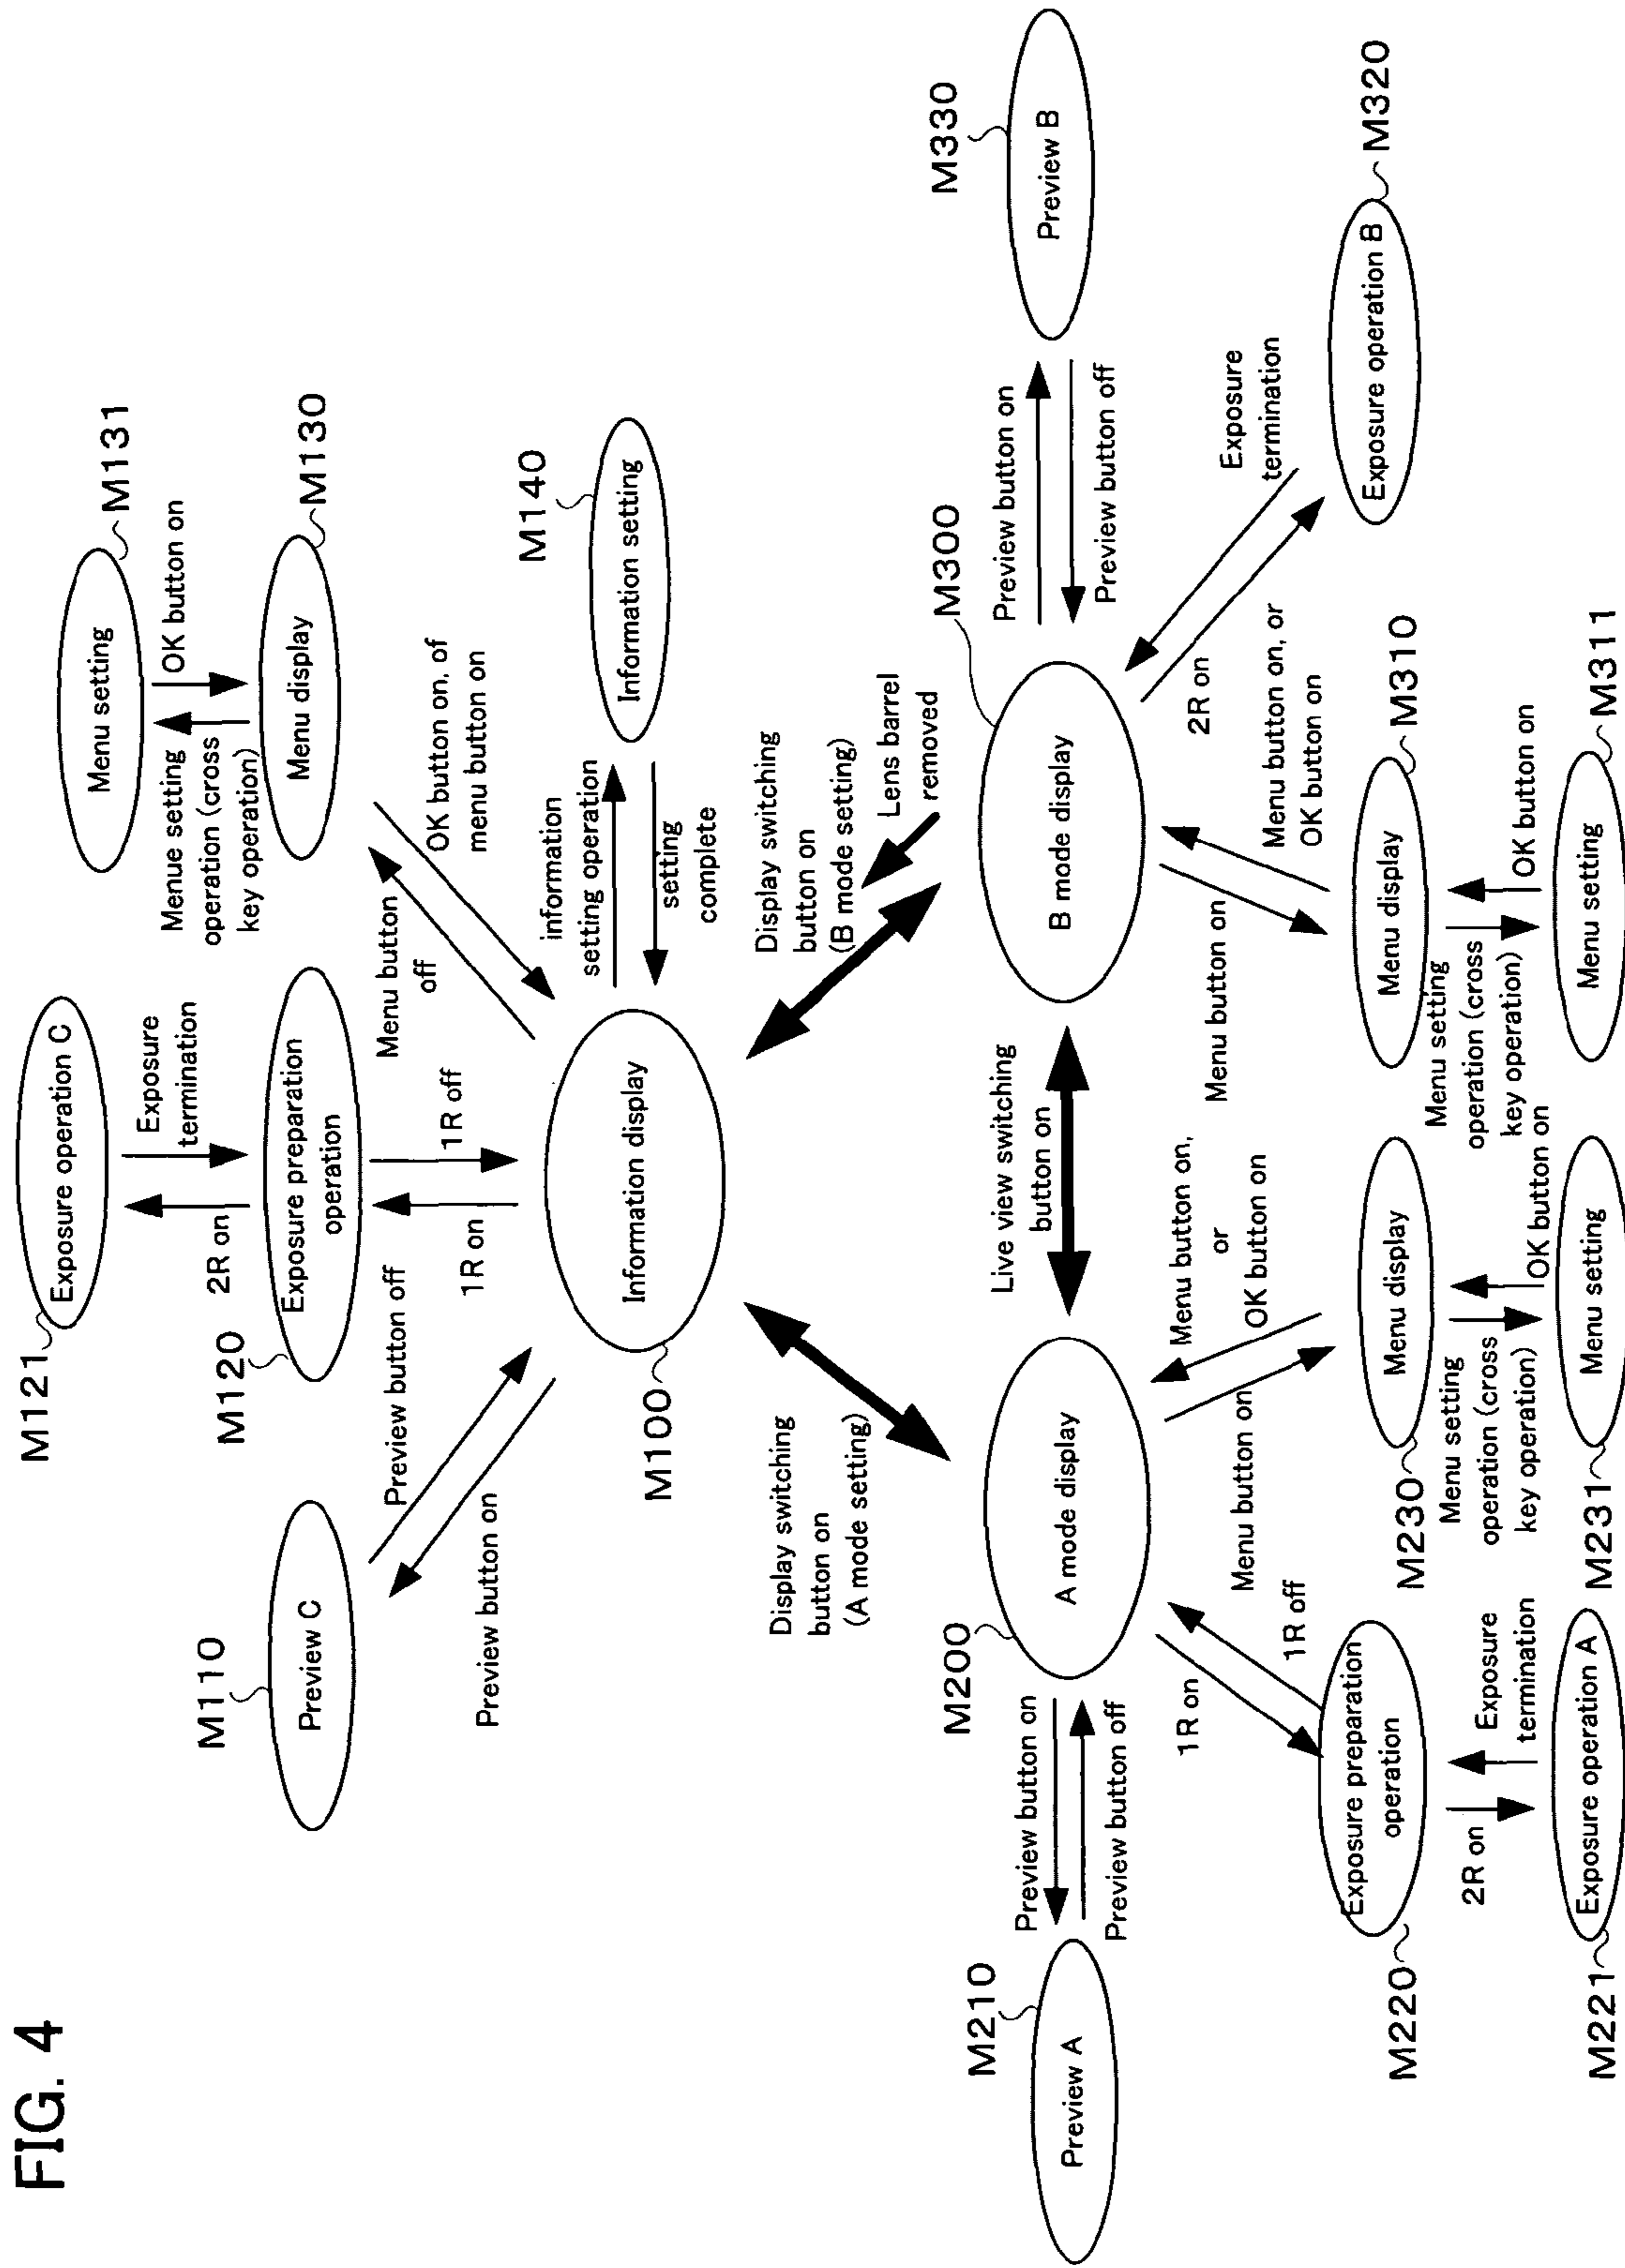 FIG. 4
M121
Exposure operation C
2R on
Exposure
termination
M120
Exposure preparation
operation
1R on
1R off
M131
Menu seting
Menue setting
operation (cross
key operation)
OK button on
M130
Menu display
Menu button
off
OK button on, of
menu button on
M110
Preview C
Preview button off
Preview button on
M100
Information display
information
setting operation
setting
complete
M140
Information setting
Display switching
button on
(A mode setting)
Display switching
button on
(B mode setting)
Lens barrel
removed
Live view switching
button on
M210
Preview A
Preview button on
Preview button off
M200
A mode display
M300
B mode display
Preview button on
Preview button off
M330
Preview B
1R on
1R off
Menu button on
Menu button on,
or
OK button on
Menu button on
Menu button on, or
OK button on
2R on
Exposure
termination
M220
Exposure preparation
operation
M230
Menu display
M310
Menu display
M320
Exposure operation B
2R on
Exposure
termination
Menu setting
operation (cross
key operation)
OK button on
Menu setting
operation (cross
key operation)
OK button on
M221
Exposure operation A
M231
Menu setting
M311
Menu setting